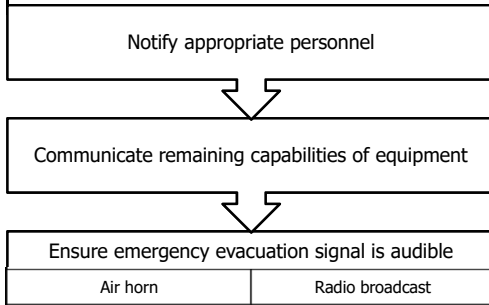 Notify appropriate personnel
Communicate remaining capabilities of equipment
Ensure emergency evacuation signal is audible
Air horn
Radio broadcast